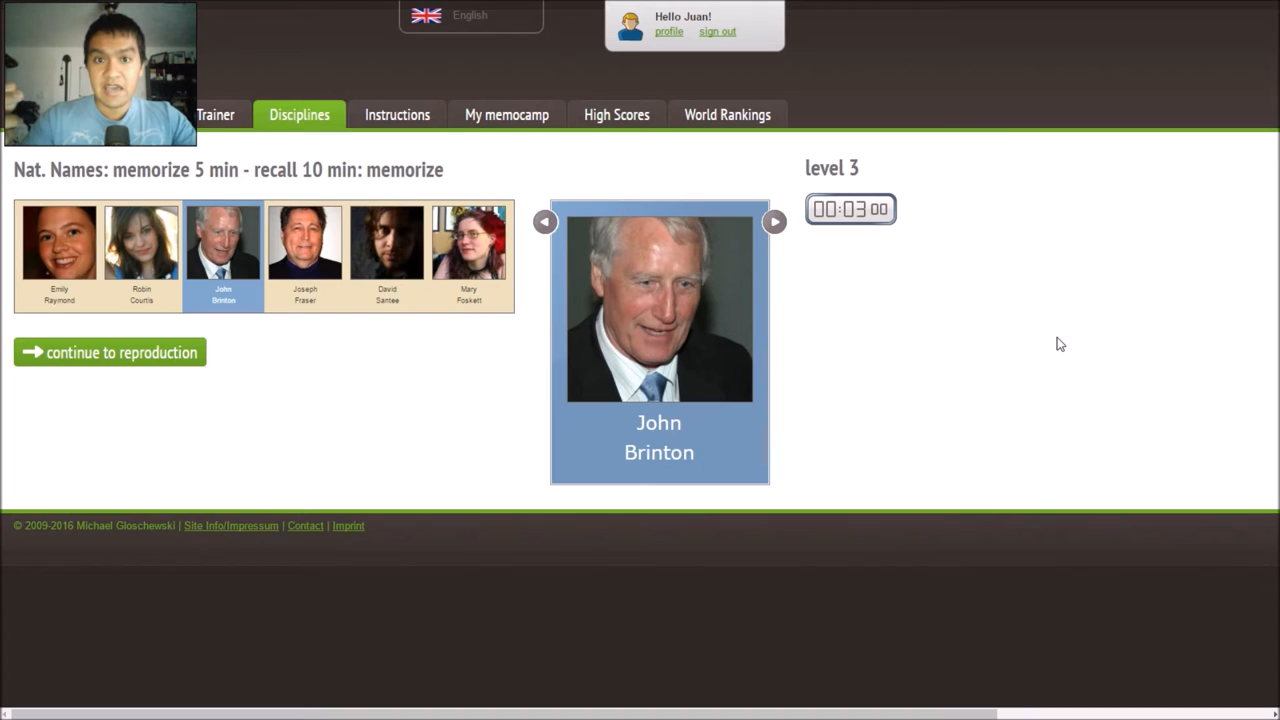 English
Hello Juan!
profile sign out
Trainer Disciplines Instructions My memocamp High Scores World Rankings
Nat. Names: memorize 5 min - recall 10 min: memorize
level 3
00:03 00
Emily
Raymond
Robin
Courtis
John
Brinton
Joseph
Fraser
David
Santee
Mary
Foskett
continue to reproduction
John
Brinton
© 2009-2016 Michael Gloschewski | Site Info/Impressum | Contact | Imprint